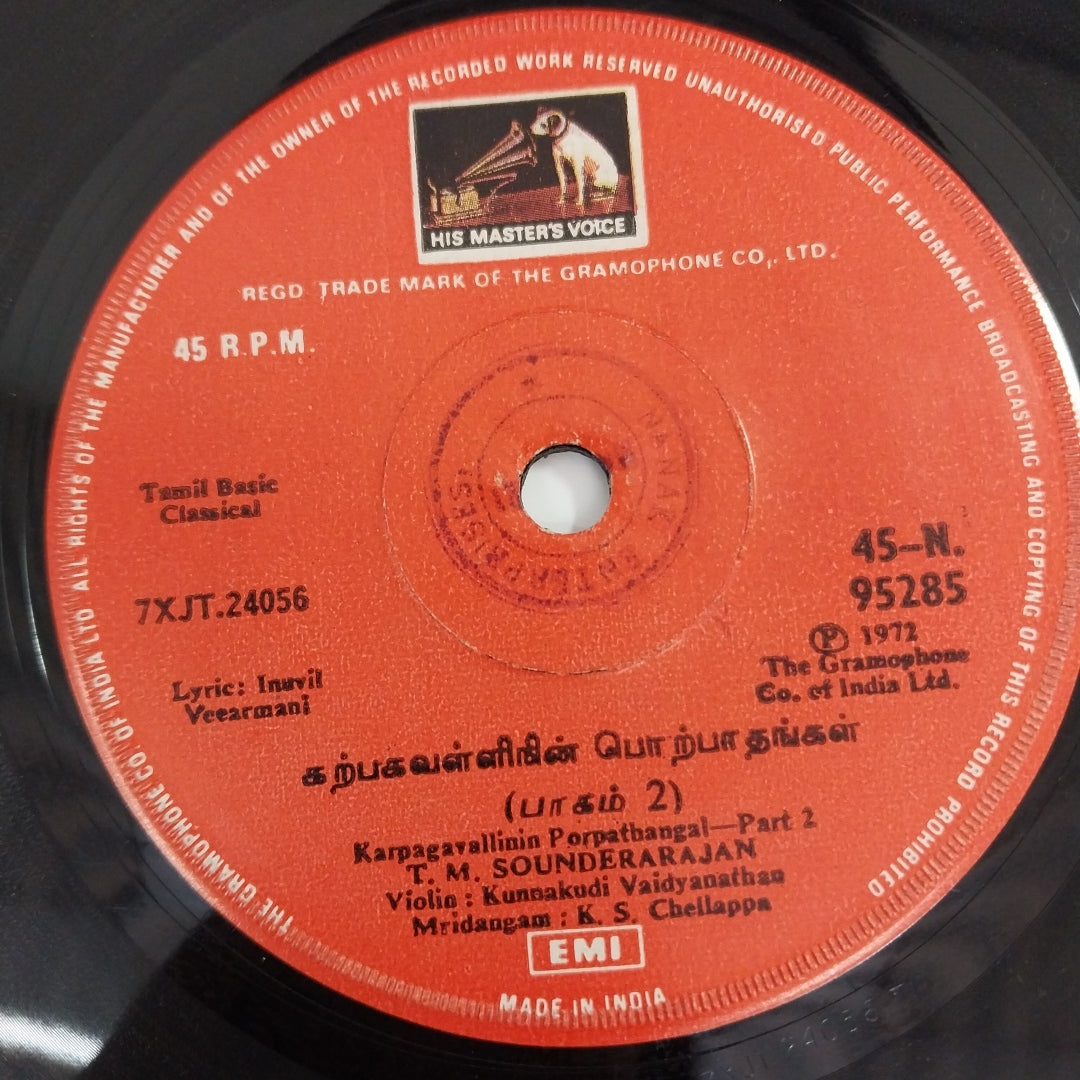 THE GRAMOPHONE CO. OF INDIA LTD ALL RIGHTS OF THE MANUFACTURER AND OF THE OWNER OF THE RECORDED WORK RESERVED UNAUTHORISED PUBLIC PERFORMANCE BROADCASTING AND COPYING OF THIS RECORD PROHIBITED
HIS MASTER'S VOICE
REGD TRADE MARK OF THE GRAMOPHONE CO,. LTD.
45 R.P.M.
NANAK ENTERPRISES
Tamil Basic
Classical
7XJT.24056
45-N.
95285
Ⓟ 1972
The Gramophone
Co. of India Ltd.
Lyric: Inuvil
Veearmani
கற்பகவள்ளிநின் பொற்பாதங்கள்
(பாகம் 2)
Karpagavallinin Porpathangal—Part 2
T. M. SOUNDERARAJAN
Violin : Kunnakudi Vaidyanathan
Mridangam : K. S. Chellappa
EMI
MADE IN INDIA